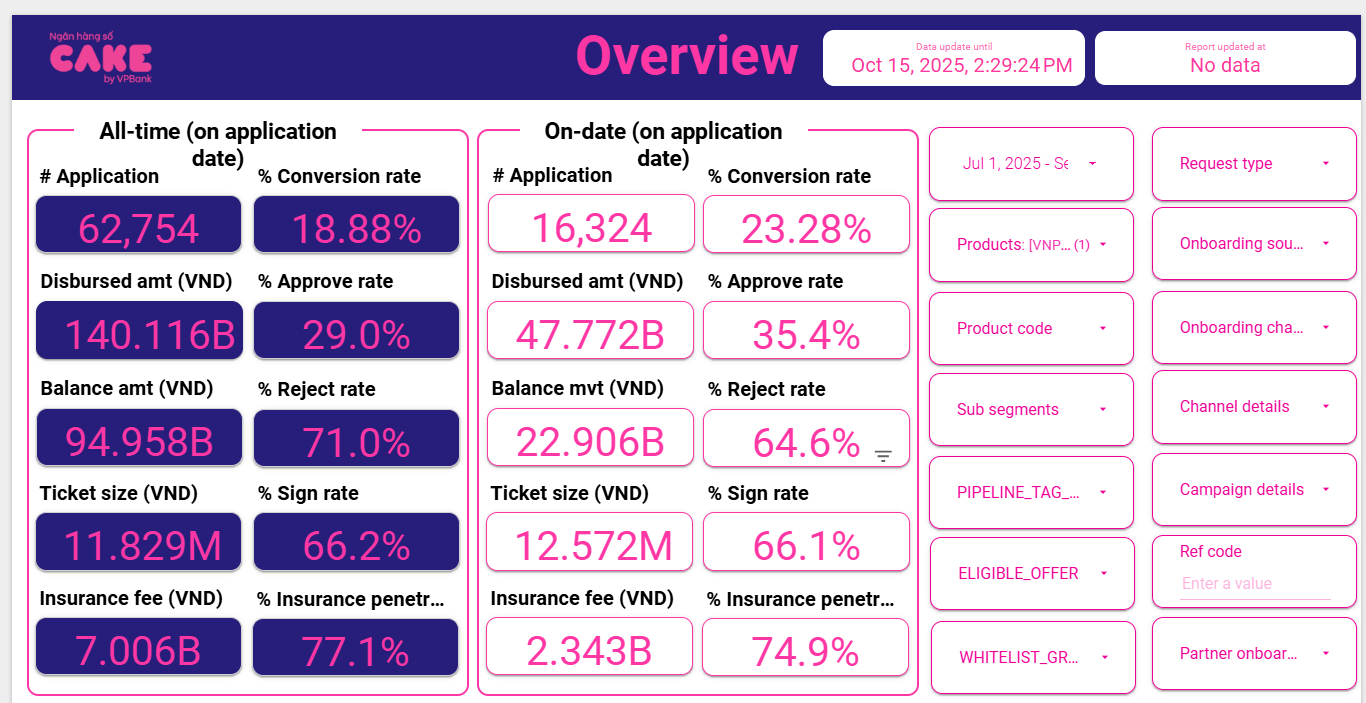 Ngân hàng số
CAKE
by VPBank
Overview
Data update until
Oct 15, 2025, 2:29:24 PM
Report updated at
No data
All-time (on application
date)
# Application
% Conversion rate
62,754
18.88%
Disbursed amt (VND)
% Approve rate
140.116B
29.0%
Balance amt (VND)
% Reject rate
94.958B
71.0%
Ticket size (VND)
% Sign rate
11.829M
66.2%
Insurance fee (VND)
% Insurance penetr...
7.006B
77.1%
On-date (on application
date)
# Application
% Conversion rate
16,324
23.28%
Disbursed amt (VND)
% Approve rate
47.772B
35.4%
Balance mvt (VND)
% Reject rate
22.906B
64.6%
Ticket size (VND)
% Sign rate
12.572M
66.1%
Insurance fee (VND)
% Insurance penetr...
2.343B
74.9%
Jul 1, 2025 - Se
Request type
Products: [VNP... (1)
Onboarding sou...
Product code
Onboarding cha...
Sub segments
Channel details
PIPELINE_TAG_...
Campaign details
ELIGIBLE_OFFER
Ref code
Enter a value
WHITELIST_GR...
Partner onboar...